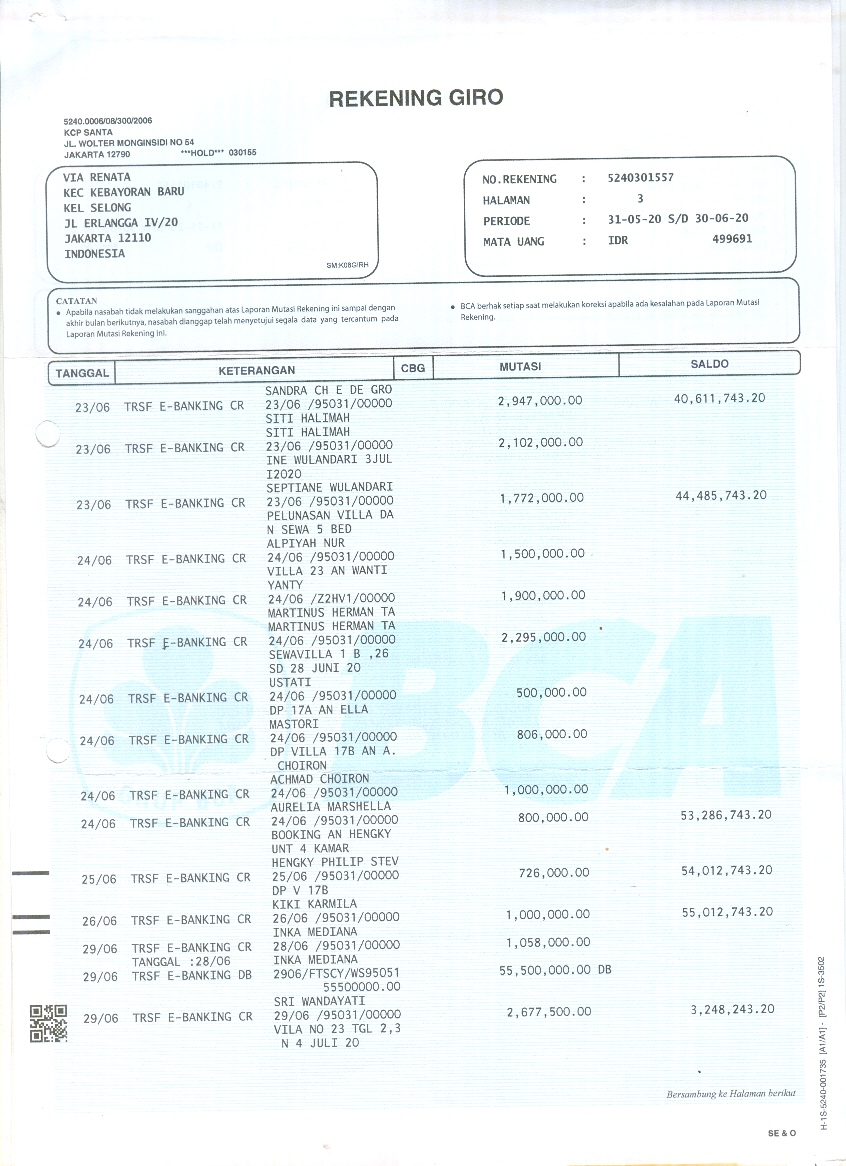 REKENING GIRO
5240.0006/08/300/2006
KCP SANTA
JL. WOLTER MONGINSIDI NO 54
JAKARTA 12790 ***HOLD*** 030155
VIA RENATA
KEC KEBAYORAN BARU
KEL SELONG
JL ERLANGGA IV/20
JAKARTA 12110
INDONESIA
SM:K08GIRH
NO.REKENING : 5240301557
HALAMAN : 3
PERIODE : 31-05-20 S/D 30-06-20
MATA UANG : IDR 499691
CATATAN
• Apabila nasabah tidak melakukan sanggahan atas Laporan Mutasi Rekening ini sampai dengan
akhir bulan berikutnya, nasabah dianggap telah menyetujui segala data yang tercantum pada
Laporan Mutasi Rekening ini.
• BCA berhak setiap saat melakukan koreksi apabila ada kesalahan pada Laporan Mutasi
Rekening.
TANGGAL KETERANGAN CBG MUTASI SALDO
SANDRA CH E DE GRO
23/06 TRSF E-BANKING CR 23/06 /95031/00000 2,947,000.00 40,611,743.20
SITI HALIMAH
SITI HALIMAH
23/06 TRSF E-BANKING CR 23/06 /95031/00000 2,102,000.00
INE WULANDARI 3JUL
I2020
SEPTIANE WULANDARI
23/06 TRSF E-BANKING CR 23/06 /95031/00000 1,772,000.00 44,485,743.20
PELUNASAN VILLA DA
N SEWA 5 BED
ALPIYAH NUR
24/06 TRSF E-BANKING CR 24/06 /95031/00000 1,500,000.00
VILLA 23 AN WANTI
YANTY
24/06 TRSF E-BANKING CR 24/06 /Z2HV1/00000 1,900,000.00
MARTINUS HERMAN TA
MARTINUS HERMAN TA
24/06 TRSF E-BANKING CR 24/06 /95031/00000 2,295,000.00
SEWAVILLA 1 B ,26
SD 28 JUNI 20
USTATI
24/06 TRSF E-BANKING CR 24/06 /95031/00000 500,000.00
DP 17A AN ELLA
MASTORI
24/06 TRSF E-BANKING CR 24/06 /95031/00000 806,000.00
DP VILLA 17B AN A.
CHOIRON
ACHMAD CHOIRON
24/06 TRSF E-BANKING CR 24/06 /95031/00000 1,000,000.00
AURELIA MARSHELLA
24/06 TRSF E-BANKING CR 24/06 /95031/00000 800,000.00 53,286,743.20
BOOKING AN HENGKY
UNT 4 KAMAR
HENGKY PHILIP STEV
25/06 TRSF E-BANKING CR 25/06 /95031/00000 726,000.00 54,012,743.20
DP V 17B
KIKI KARMILA
26/06 TRSF E-BANKING CR 26/06 /95031/00000 1,000,000.00 55,012,743.20
INKA MEDIANA
29/06 TRSF E-BANKING CR 28/06 /95031/00000 1,058,000.00
TANGGAL :28/06 INKA MEDIANA
29/06 TRSF E-BANKING DB 2906/FTSCY/WS95051 55,500,000.00 DB
55500000.00
SRI WANDAYATI
29/06 TRSF E-BANKING CR 29/06 /95031/00000 2,677,500.00 3,248,243.20
VILA NO 23 TGL 2,3
N 4 JULI 20
BCA
Bersambung ke Halaman berikut
SE & O
H-1S-5240-001735 [A1/A1] - [P2/P2] 1S-3502